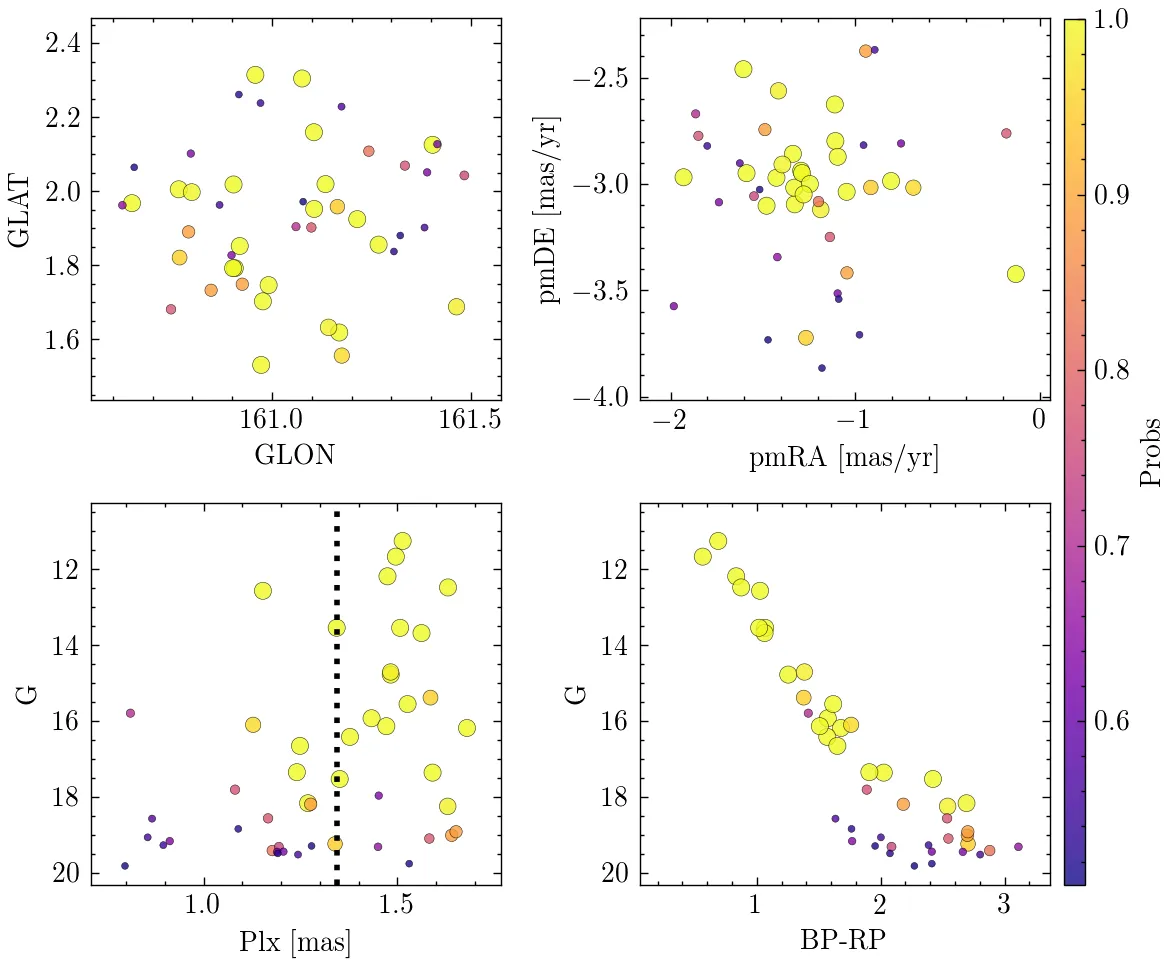 2.4
2.2
2.0
1.8
1.6
GLAT
161.0 161.5
GLON
−2.5
−3.0
−3.5
−4.0
pmDE [mas/yr]
−2 −1 0
pmRA [mas/yr]
12
14
16
18
20
G
1.0 1.5
Plx [mas]
12
14
16
18
20
G
1 2 3
BP-RP
1.0
0.9
0.8
0.7
0.6
Probs